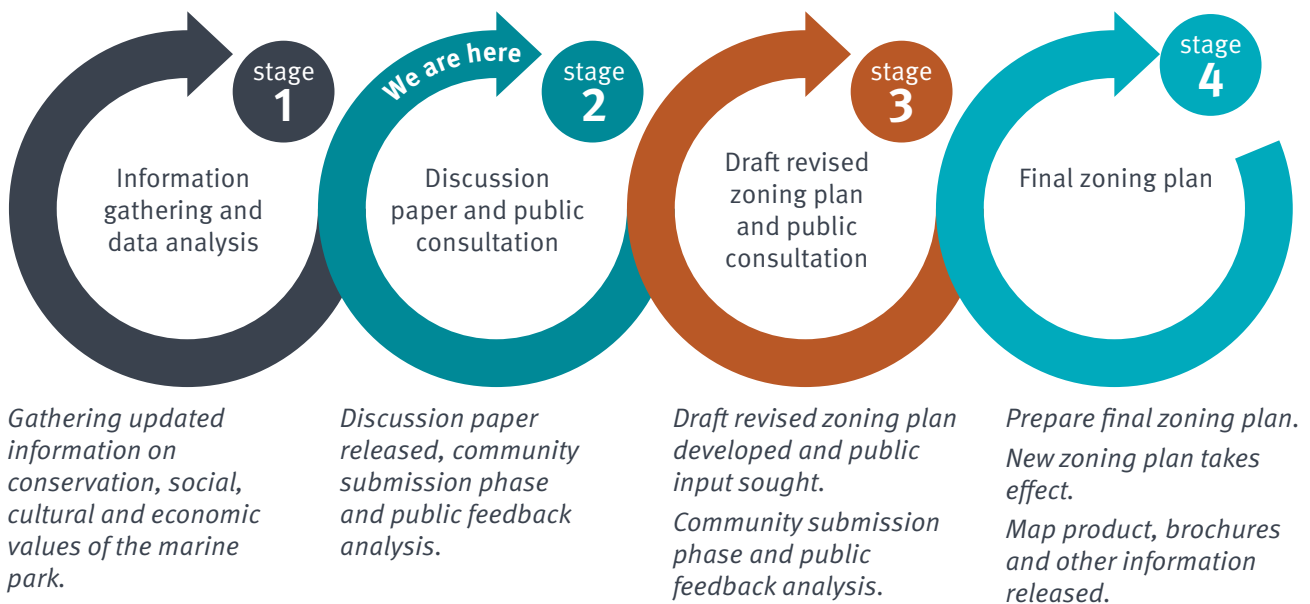 stage
1
Information
gathering and
data analysis
Gathering updated
information on
conservation, social,
cultural and economic
values of the marine
park.
We are here
stage
2
Discussion
paper and public
consultation
Discussion paper
released, community
submission phase
and public feedback
analysis.
stage
3
Draft revised
zoning plan
and public
consultation
Draft revised zoning plan
developed and public
input sought.
Community submission
phase and public
feedback analysis.
stage
4
Final zoning plan
Prepare final zoning plan.
New zoning plan takes
effect.
Map product, brochures
and other information
released.